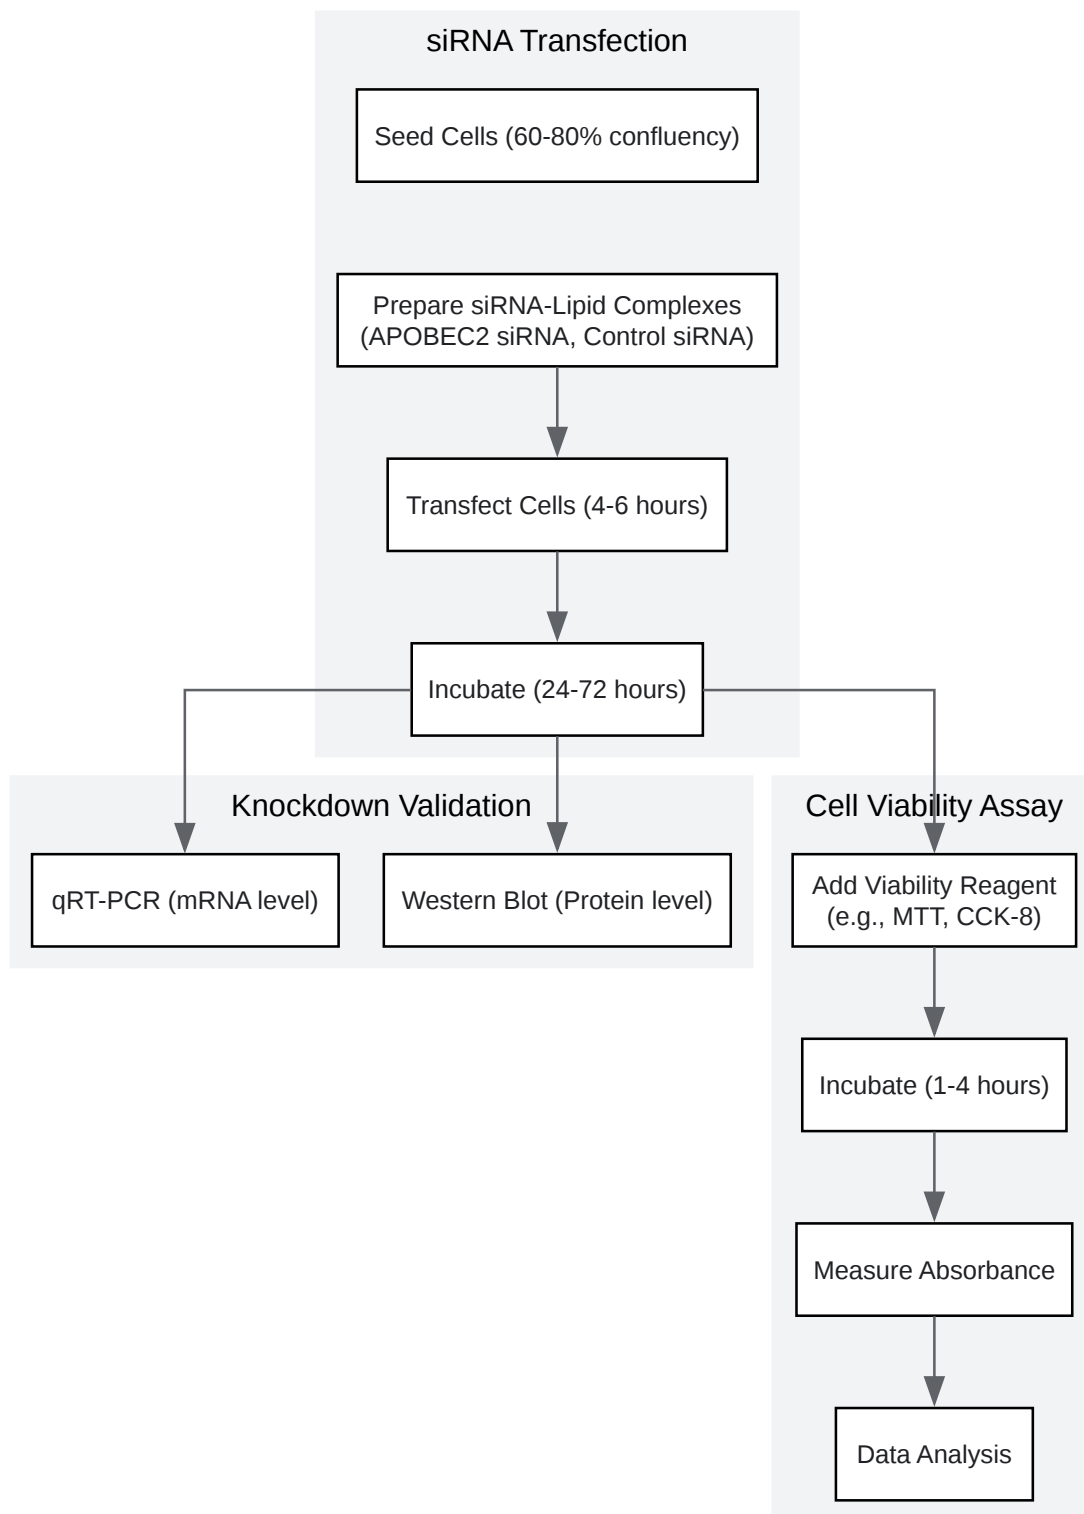 siRNA Transfection
Seed Cells (60-80% confluency)
Prepare siRNA-Lipid Complexes
(APOBEC2 siRNA, Control siRNA)
Transfect Cells (4-6 hours)
Incubate (24-72 hours)
Knockdown Validation
qRT-PCR (mRNA level)
Western Blot (Protein level)
Cell Viability Assay
Add Viability Reagent
(e.g., MTT, CCK-8)
Incubate (1-4 hours)
Measure Absorbance
Data Analysis